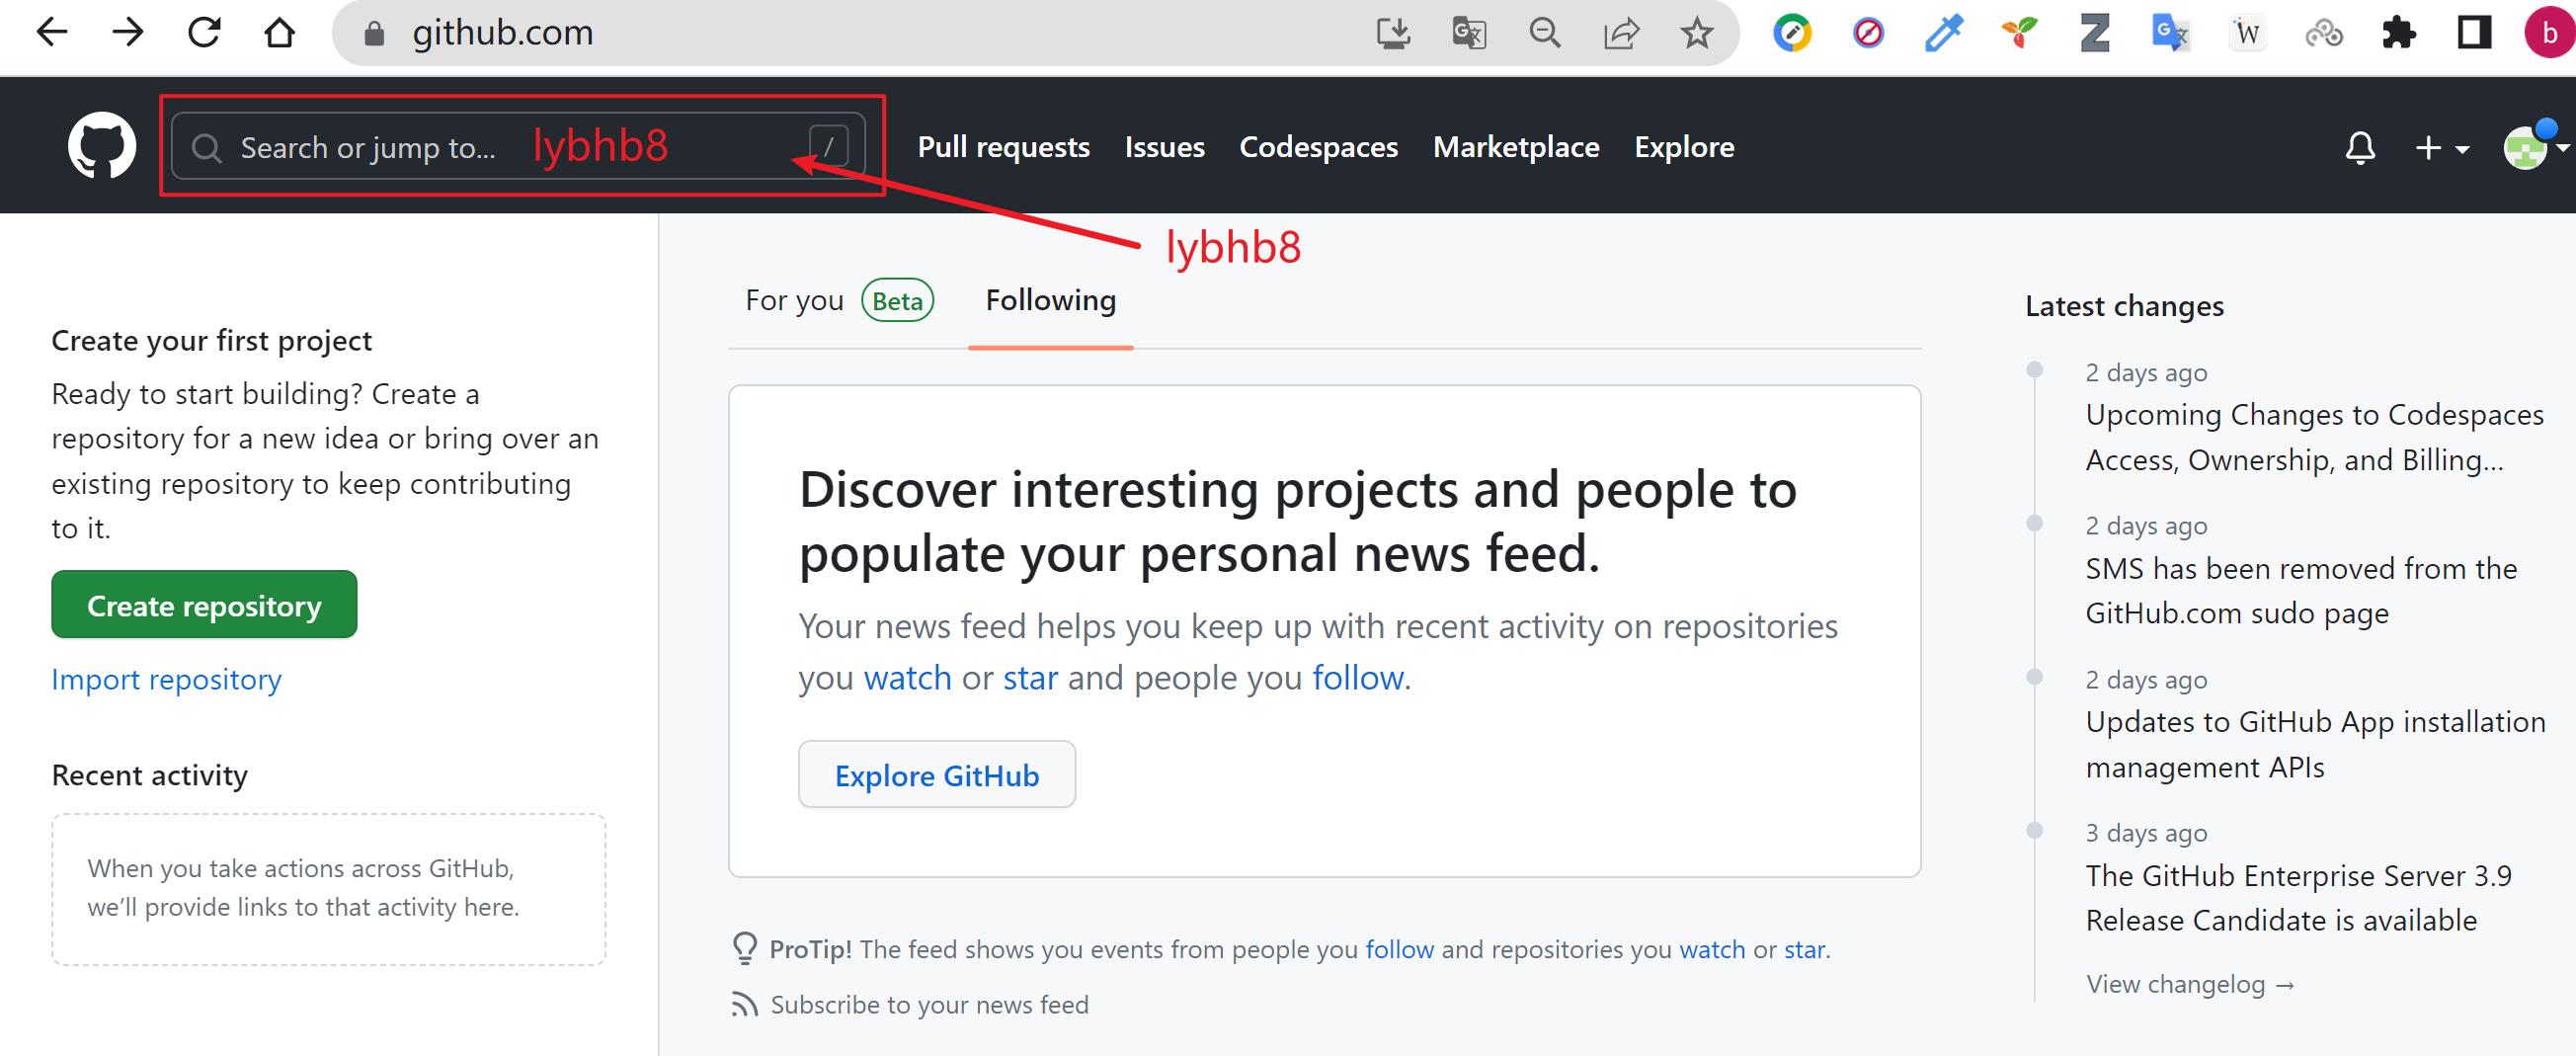 github.com
b
Search or jump to...
lybhb8
/
Pull requests
Issues
Codespaces
Marketplace
Explore
lybhb8
Create your first project
Ready to start building? Create a
repository for a new idea or bring over an
existing repository to keep contributing
to it.
Create repository
Import repository
Recent activity
When you take actions across GitHub,
we’ll provide links to that activity here.
For you
Beta
Following
Discover interesting projects and people to
populate your personal news feed.
Your news feed helps you keep up with recent activity on repositories
you watch or star and people you follow.
Explore GitHub
ProTip! The feed shows you events from people you follow and repositories you watch or star.
Subscribe to your news feed
Latest changes
2 days ago
Upcoming Changes to Codespaces
Access, Ownership, and Billing...
2 days ago
SMS has been removed from the
GitHub.com sudo page
2 days ago
Updates to GitHub App installation
management APIs
3 days ago
The GitHub Enterprise Server 3.9
Release Candidate is available
View changelog →